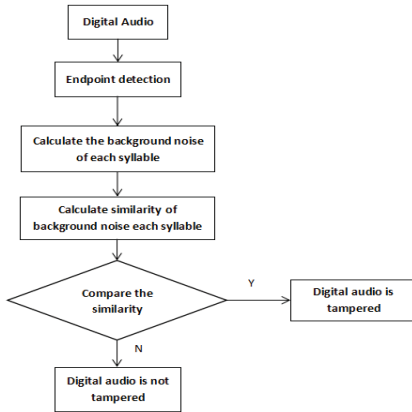 Digital Audio
Endpoint detection
Calculate the background noise
of each syllable
Calculate similarity of
background noise each syllable
Compare the
similarity
Y
Digital audio is
tampered
N
Digital audio is not
tampered